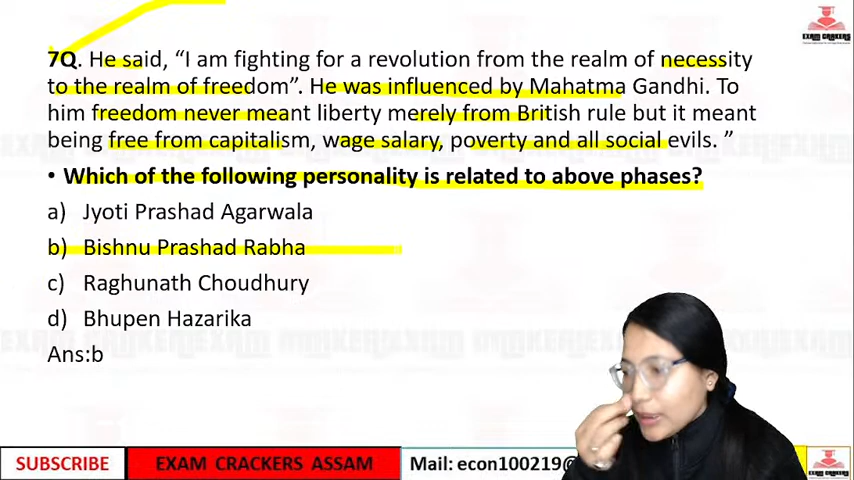 EXAM CRACKERS
7Q. He said, “I am fighting for a revolution from the realm of necessity
to the realm of freedom”. He was influenced by Mahatma Gandhi. To
him freedom never meant liberty merely from British rule but it meant
being free from capitalism, wage salary, poverty and all social evils. ”
• Which of the following personality is related to above phases?
a) Jyoti Prashad Agarwala
b) Bishnu Prashad Rabha
c) Raghunath Choudhury
d) Bhupen Hazarika
Ans:b
SUBSCRIBE EXAM CRACKERS ASSAM Mail: econ100219@